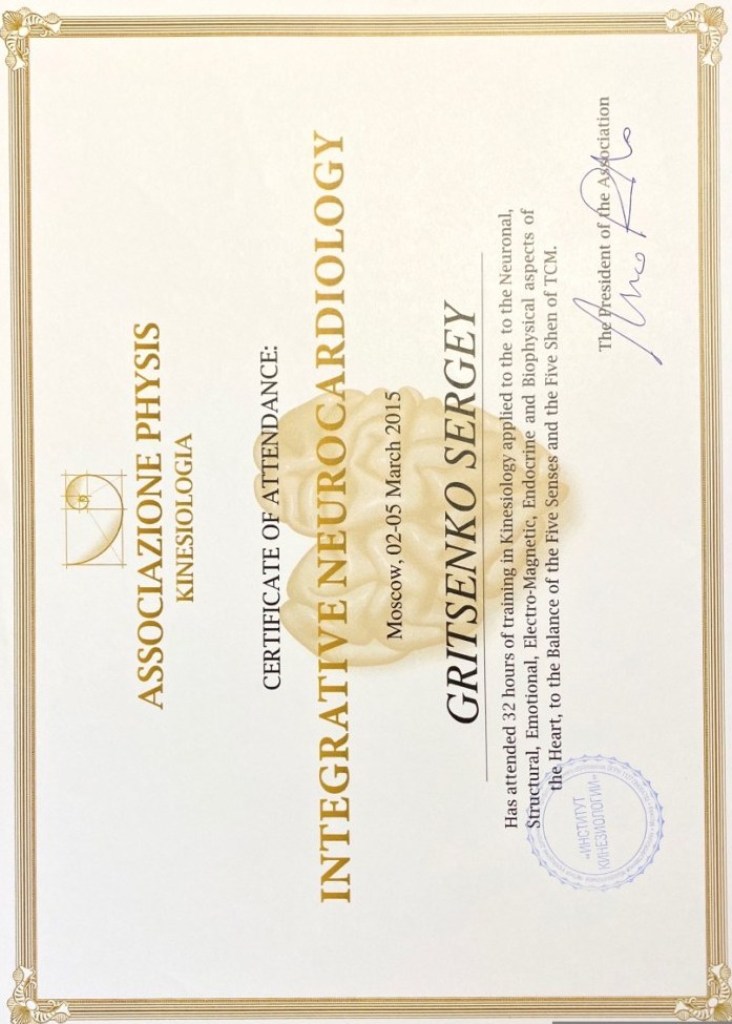 ASSOCIAZIONE PHYSIS
KINESIOLOGIA
CERTIFICATE OF ATTENDANCE:
INTEGRATIVE NEUROCARDIOLOGY
Moscow, 02-05 March 2015
GRITSENKO SERGEY
Has attended 32 hours of training in Kinesiology applied to the to the Neuronal,
Structural, Emotional, Electro-Magnetic, Endocrine and Biophysical aspects of
the Heart, to the Balance of the Five Senses and the Five Shen of TCM.
«ИНСТИТУТ
КИНЕЗИОЛОГИИ»
The President of the Association